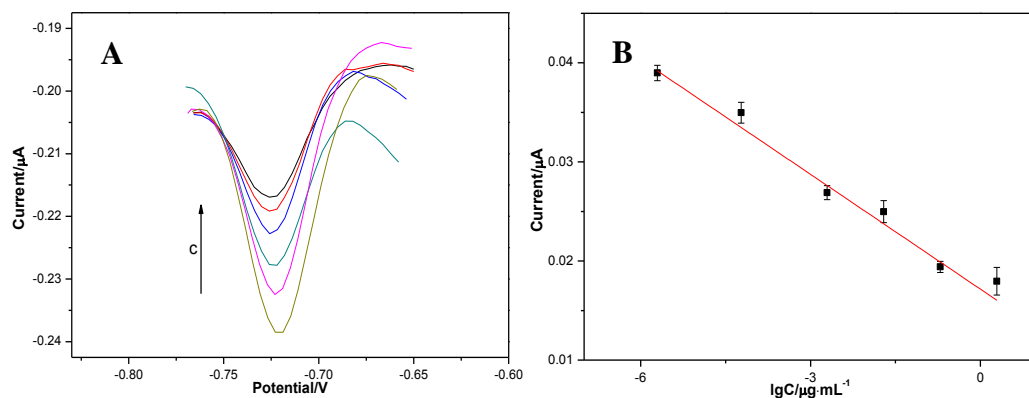 A
-0.19
-0.20
-0.21
-0.22
-0.23
-0.24
Current/μA
C
-0.80
-0.75
-0.70
-0.65
-0.60
Potential/V
B
0.04
0.03
0.02
0.01
Current/μA
-6
-3
0
lgC/μg·mL⁻¹